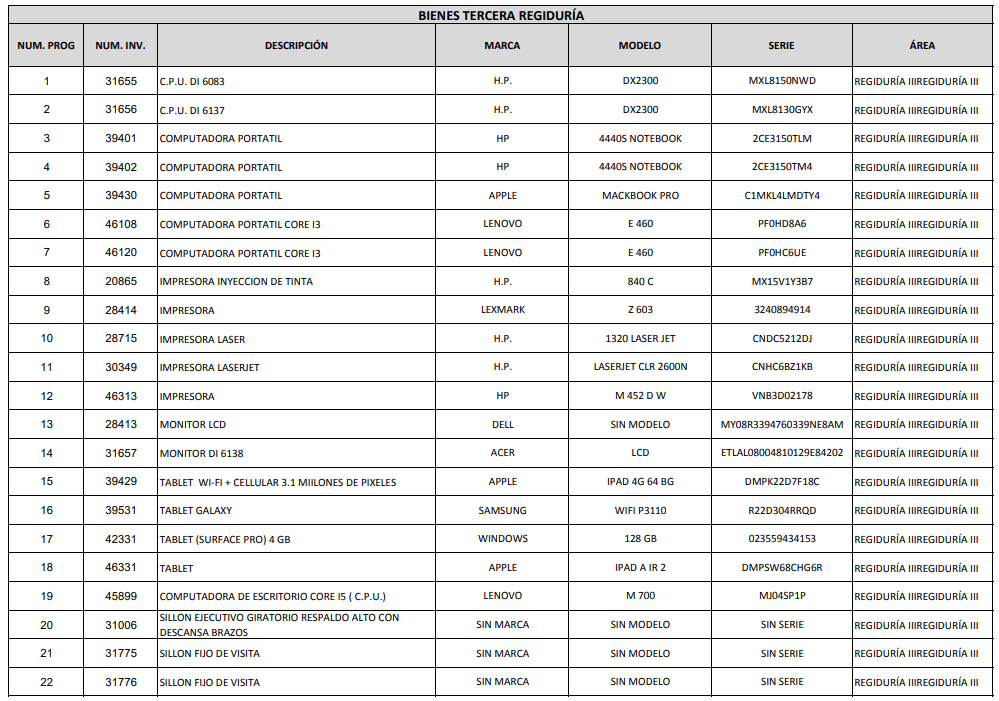 BIENES TERCERA REGIDURÍA
NUM. PROG NUM. INV. DESCRIPCIÓN MARCA MODELO SERIE ÁREA
1 31655 C.P.U. DI 6083 H.P. DX2300 MXL8150NWD REGIDURÍA IIIREGIDURÍA III
2 31656 C.P.U. DI 6137 H.P. DX2300 MXL8130GYX REGIDURÍA IIIREGIDURÍA III
3 39401 COMPUTADORA PORTATIL HP 4440S NOTEBOOK 2CE3150TLM REGIDURÍA IIIREGIDURÍA III
4 39402 COMPUTADORA PORTATIL HP 4440S NOTEBOOK 2CE3150TM4 REGIDURÍA IIIREGIDURÍA III
5 39430 COMPUTADORA PORTATIL APPLE MACKBOOK PRO C1MKL4LMDTY4 REGIDURÍA IIIREGIDURÍA III
6 46108 COMPUTADORA PORTATIL CORE I3 LENOVO E 460 PF0HD8A6 REGIDURÍA IIIREGIDURÍA III
7 46120 COMPUTADORA PORTATIL CORE I3 LENOVO E 460 PF0HC6UE REGIDURÍA IIIREGIDURÍA III
8 20865 IMPRESORA INYECCION DE TINTA H.P. 840 C MX15V1Y3B7 REGIDURÍA IIIREGIDURÍA III
9 28414 IMPRESORA LEXMARK Z 603 3240894914 REGIDURÍA IIIREGIDURÍA III
10 28715 IMPRESORA LASER H.P. 1320 LASER JET CNDC5212DJ REGIDURÍA IIIREGIDURÍA III
11 30349 IMPRESORA LASERJET H.P. LASERJET CLR 2600N CNHC6BZ1KB REGIDURÍA IIIREGIDURÍA III
12 46313 IMPRESORA HP M 452 D W VNB3D02178 REGIDURÍA IIIREGIDURÍA III
13 28413 MONITOR LCD DELL SIN MODELO MY08R3394760339NE8AM REGIDURÍA IIIREGIDURÍA III
14 31657 MONITOR DI 6138 ACER LCD ETLAL08004810129E84202 REGIDURÍA IIIREGIDURÍA III
15 39429 TABLET WI-FI + CELLULAR 3.1 MIILONES DE PIXELES APPLE IPAD 4G 64 BG DMPK22D7F18C REGIDURÍA IIIREGIDURÍA III
16 39531 TABLET GALAXY SAMSUNG WIFI P3110 R22D304RRQD REGIDURÍA IIIREGIDURÍA III
17 42331 TABLET (SURFACE PRO) 4 GB WINDOWS 128 GB 023559434153 REGIDURÍA IIIREGIDURÍA III
18 46331 TABLET APPLE IPAD A IR 2 DMPSW68CHG6R REGIDURÍA IIIREGIDURÍA III
19 45899 COMPUTADORA DE ESCRITORIO CORE I5 ( C.P.U.) LENOVO M 700 MJ04SP1P REGIDURÍA IIIREGIDURÍA III
20 31006 SILLON EJECUTIVO GIRATORIO RESPALDO ALTO CON
DESCANSA BRAZOS SIN MARCA SIN MODELO SIN SERIE REGIDURÍA IIIREGIDURÍA III
21 31775 SILLON FIJO DE VISITA SIN MARCA SIN MODELO SIN SERIE REGIDURÍA IIIREGIDURÍA III
22 31776 SILLON FIJO DE VISITA SIN MARCA SIN MODELO SIN SERIE REGIDURÍA IIIREGIDURÍA III